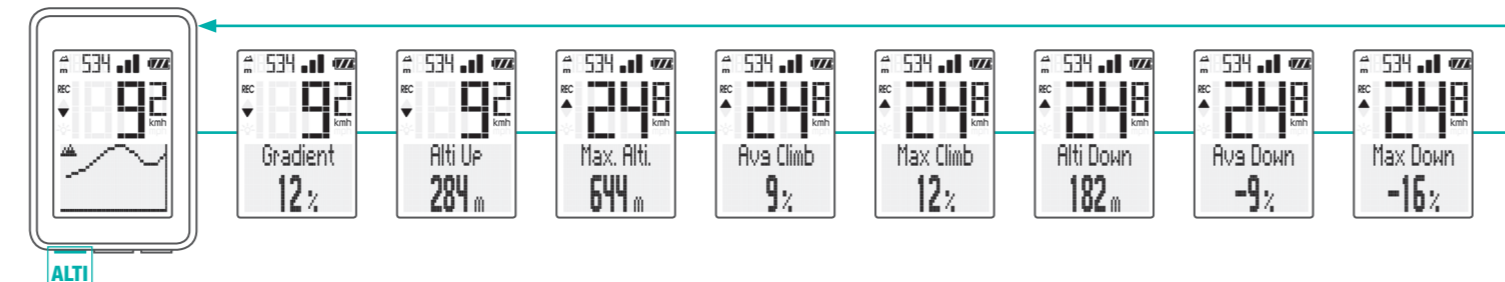 m 534
REC
92
kmh
m 534
REC
92
kmh
Gradient
12 %
m 534
REC
92
kmh
Alti Up
284 m
m 534
REC
248
kmh
Max. Alti.
644 m
m 534
REC
248
kmh
Avg Climb
9 %
m 534
REC
248
kmh
Max Climb
12 %
m 534
REC
248
kmh
Alti Down
182 m
m 534
REC
248
kmh
Avg Down
-9 %
m 534
REC
248
kmh
Max Down
-16 %
ALTI